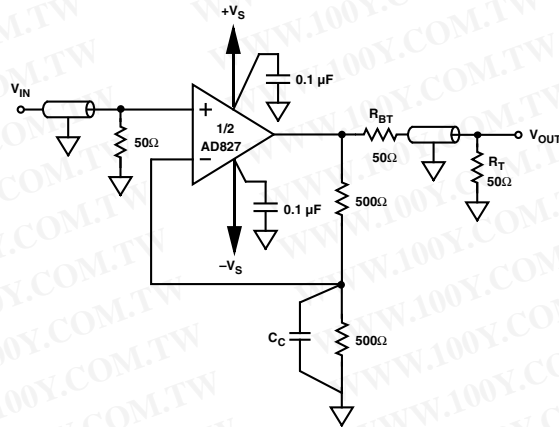 +VS
0.1 µF
VIN
+
1/2
AD827
−
50Ω
RBT
50Ω
VOUT
RT
50Ω
0.1 µF
500Ω
−VS
CC
500Ω
WWW.100Y.COM.TW